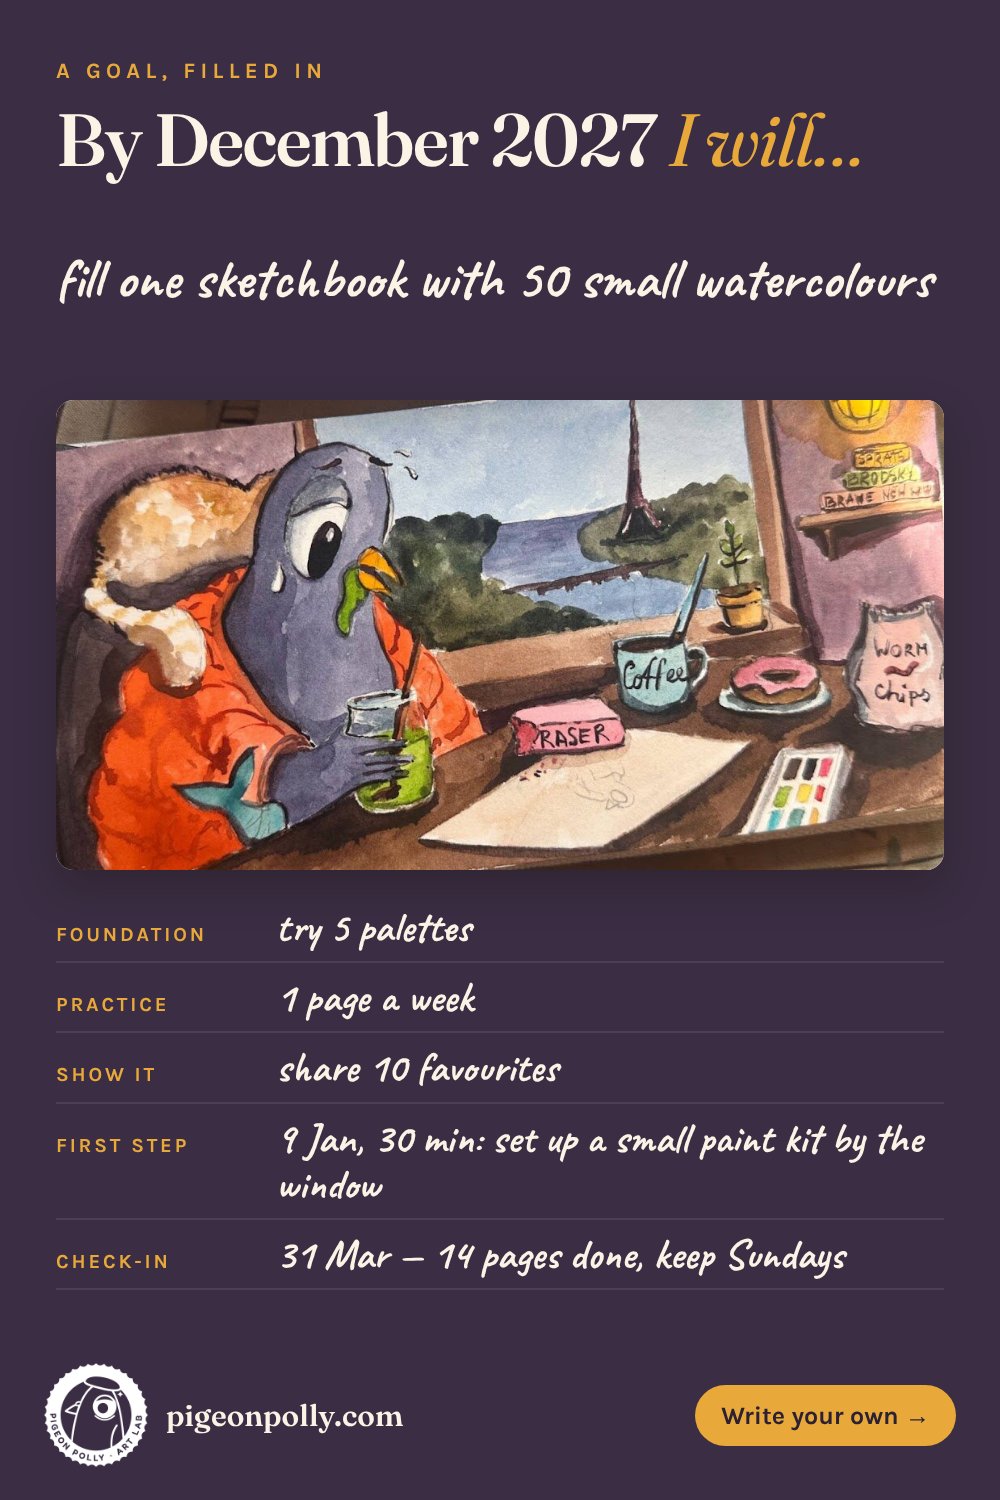 A GOAL, FILLED IN
By December 2027 I will...
fill one sketchbook with 50 small watercolours
SPRATS
BRODSKY
BRAVE NEW
Coffee
WORM
Chips
RASER
FOUNDATION try 5 palettes
PRACTICE 1 page a week
SHOW IT share 10 favourites
FIRST STEP 9 Jan, 30 min: set up a small paint kit by the
window
CHECK-IN 31 Mar — 14 pages done, keep Sundays
PIGEON POLLY · ART LAB
pigeonpolly.com
Write your own →